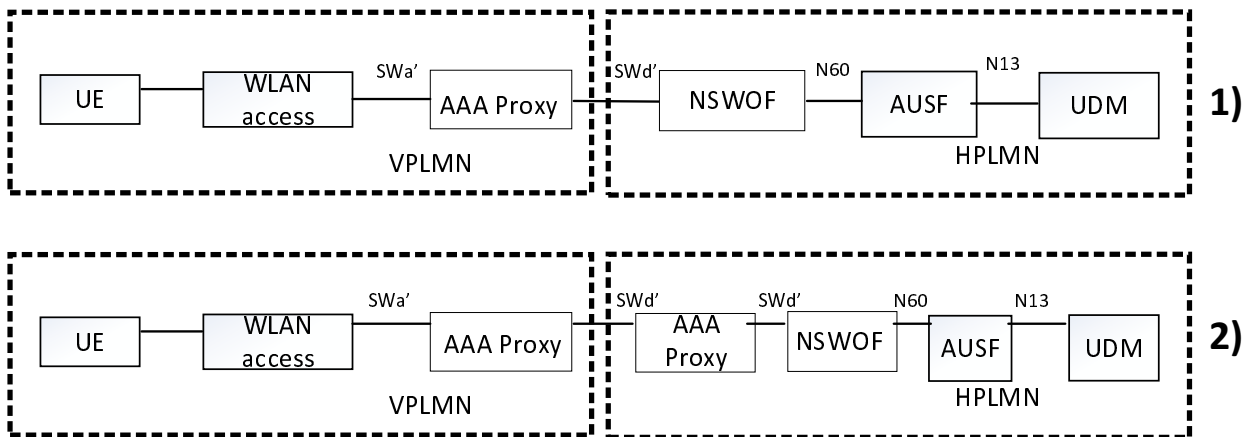 SWa’
SWd’
N60
N13
UE
WLAN
access
AAA Proxy
NSWOF
AUSF
UDM
1)
VPLMN
HPLMN
SWa’
SWd’
SWd’
N60
N13
UE
WLAN
access
AAA Proxy
AAA
Proxy
NSWOF
AUSF
UDM
2)
VPLMN
HPLMN